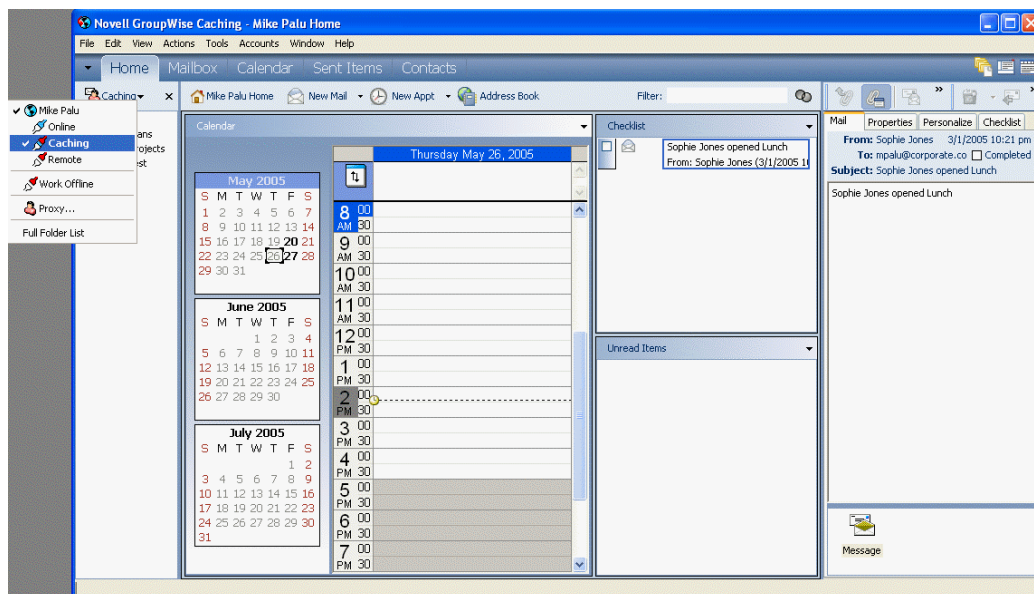 Novell GroupWise Caching - Mike Palu Home
File Edit View Actions Tools Accounts Window Help
Home Mailbox Calendar Sent Items Contacts
Caching
Mike Palu Home New Mail New Appt Address Book Filter:
Mike Palu
Online
Caching
Remote
Work Offline
Proxy...
Full Folder List
Calendar
May 2005
S M T W T F S
1 2 3 4 5 6 7
8 9 10 11 12 13 14
15 16 17 18 19 20 21
22 23 24 25 26 27 28
29 30 31
June 2005
S M T W T F S
1 2 3 4
5 6 7 8 9 10 11
12 13 14 15 16 17 18
19 20 21 22 23 24 25
26 27 28 29 30
July 2005
S M T W T F S
1 2
3 4 5 6 7 8 9
10 11 12 13 14 15 16
17 18 19 20 21 22 23
24 25 26 27 28 29 30
31
Thursday May 26, 2005
8 00
AM 30
9 00
AM 30
10 00
AM 30
11 00
AM 30
12 00
PM 30
1 00
PM 30
2 00
PM 30
3 00
PM 30
4 00
PM 30
5 00
PM 30
6 00
PM 30
7 00
PM 30
Checklist
Sophie Jones opened Lunch
From: Sophie Jones (3/1/2005 10
Unread Items
Mail Properties Personalize Checklist
From: Sophie Jones 3/1/2005 10:21 pm
To: mpalu@corporate.co Completed
Subject: Sophie Jones opened Lunch
Sophie Jones opened Lunch
Message